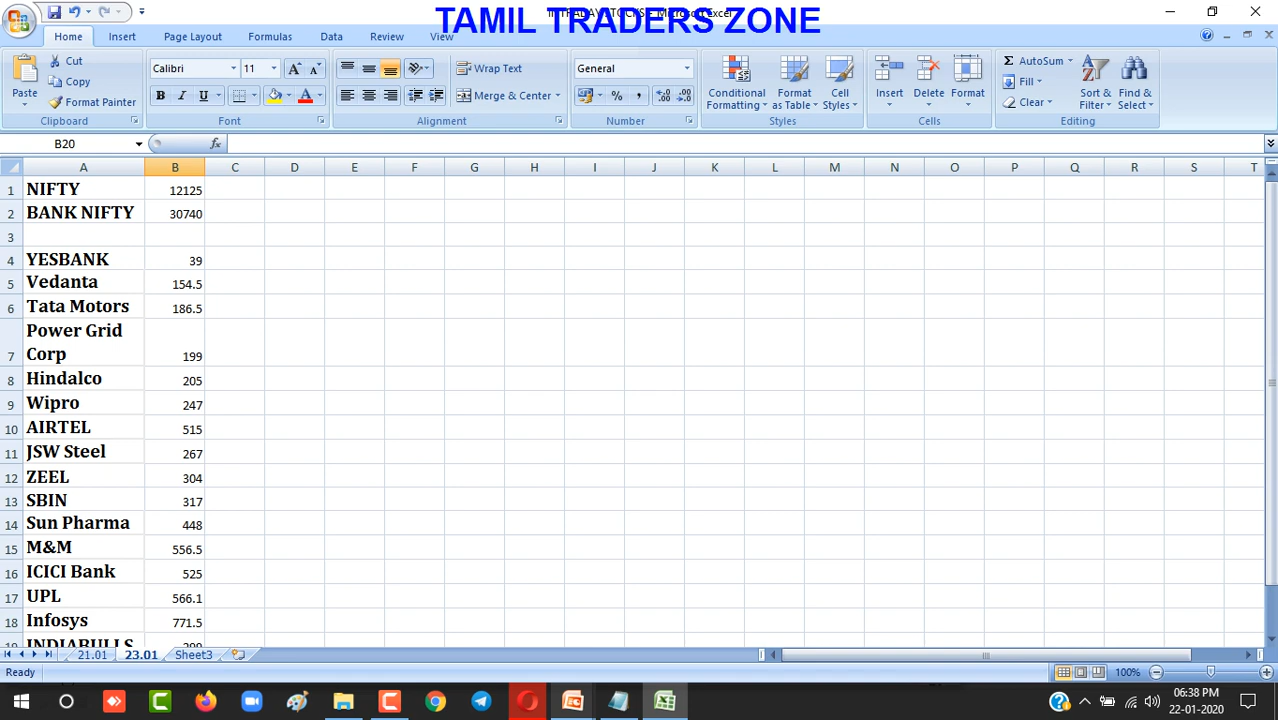 TAMIL TRADERS ZONE
Microsoft Excel
Home Insert Page Layout Formulas Data Review View
Paste Cut Copy Format Painter Clipboard
Calibri 11 B I U A Font
Wrap Text Merge & Center Alignment
General % , Number
Conditional Formatting Format as Table Cell Styles Styles
Insert Delete Format Cells
Σ AutoSum Fill Clear Sort & Filter Find & Select Editing
B20 fx
A B C D E F G H I J K L M N O P Q R S T
1 NIFTY 12125
2 BANK NIFTY 30740
3
4 YESBANK 39
5 Vedanta 154.5
6 Tata Motors 186.5
Power Grid
7 Corp 199
8 Hindalco 205
9 Wipro 247
10 AIRTEL 515
11 JSW Steel 267
12 ZEEL 304
13 SBIN 317
14 Sun Pharma 448
15 M&M 556.5
16 ICICI Bank 525
17 UPL 566.1
18 Infosys 771.5
19 INDIABULLS
21.01 23.01 Sheet3
Ready 100%
06:38 PM
22-01-2020